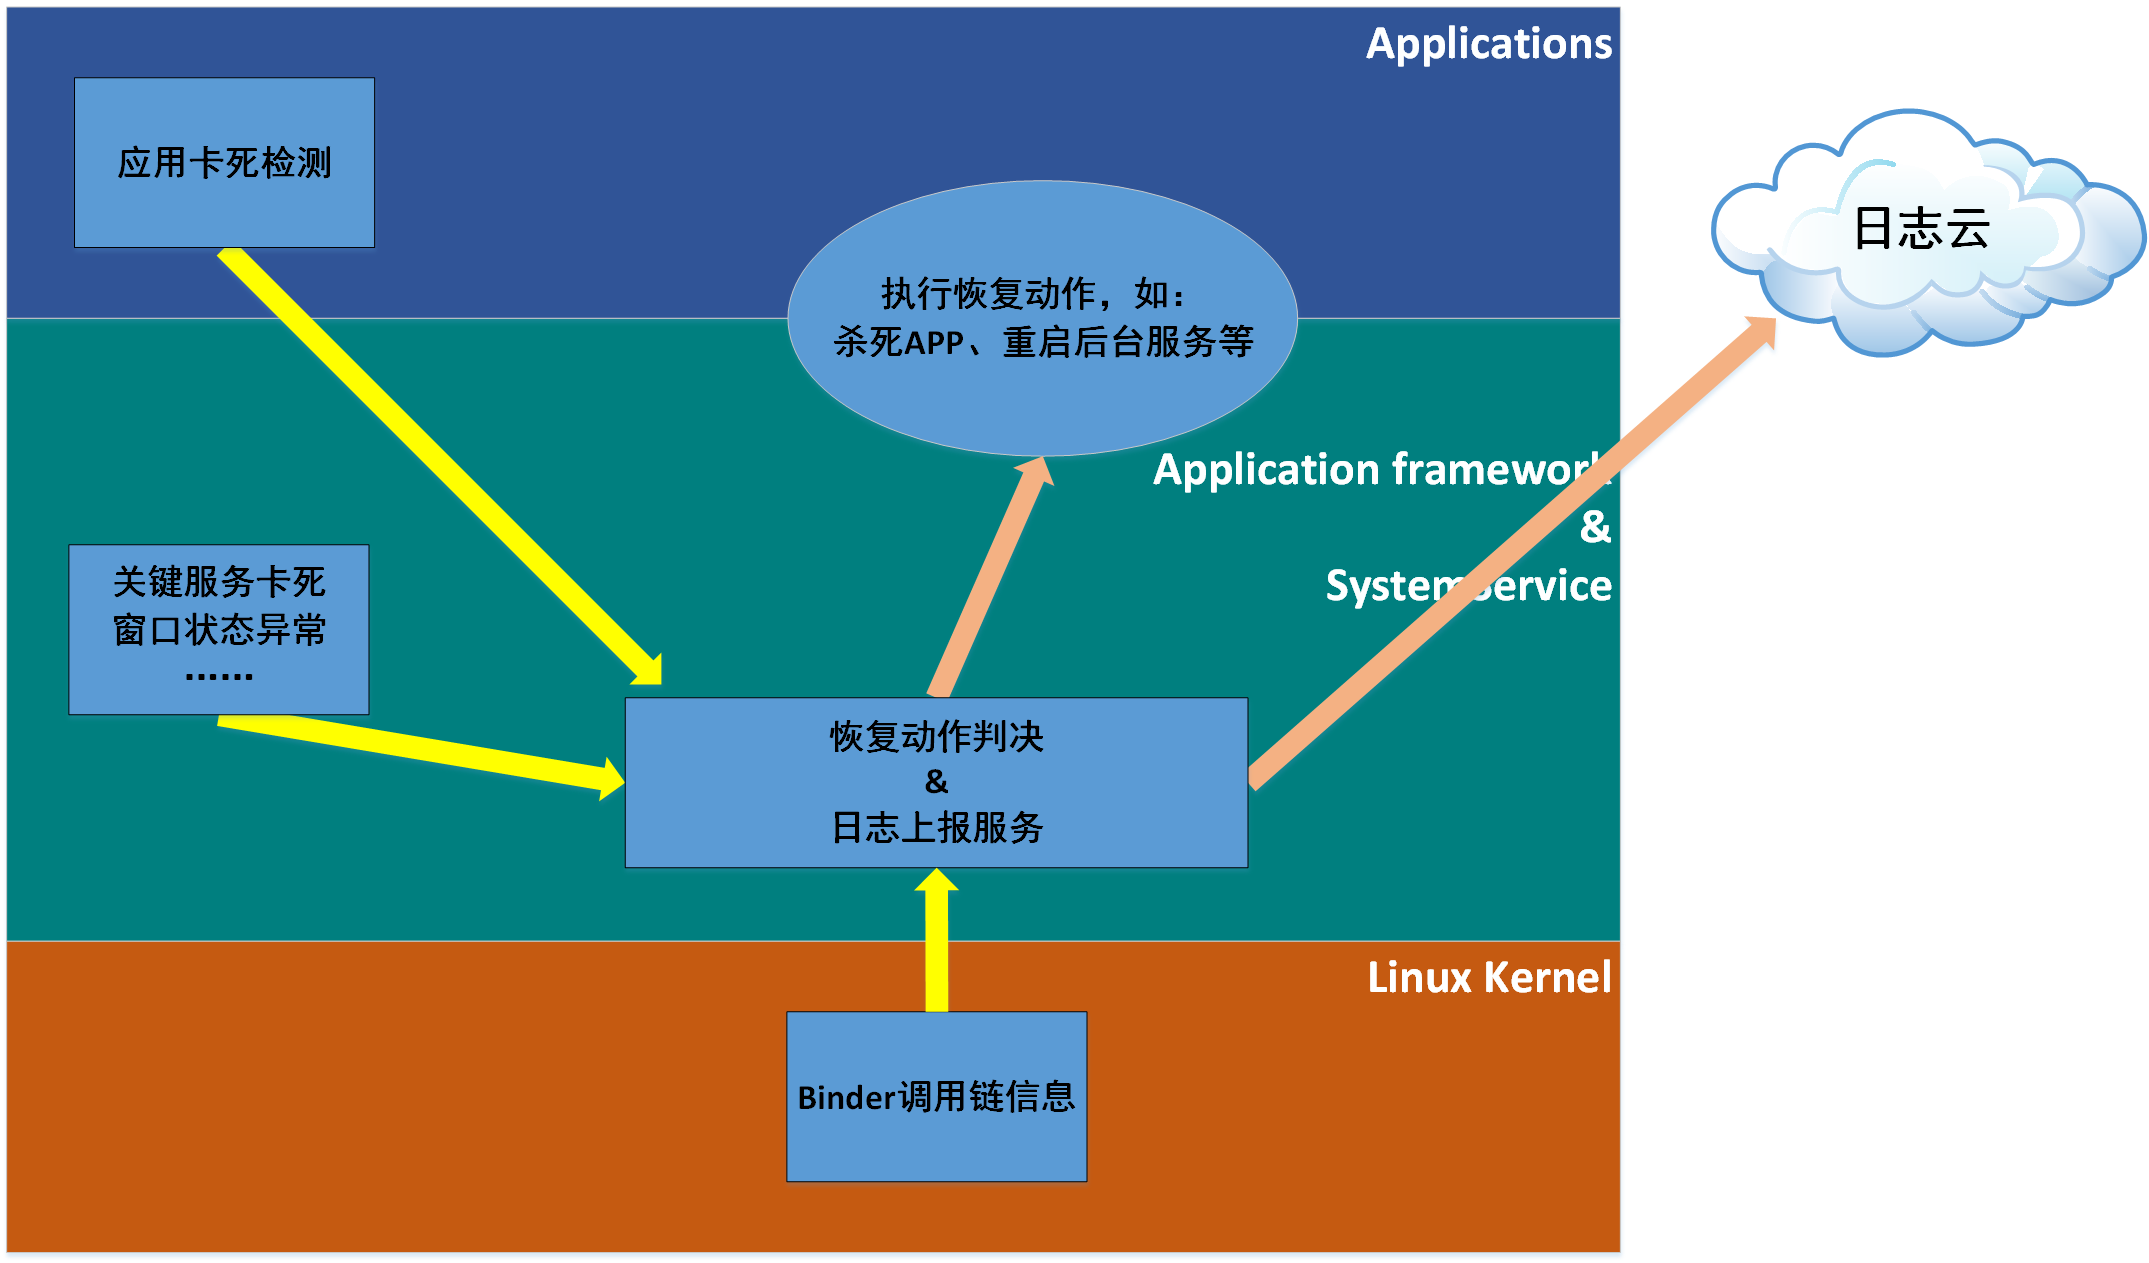 Applications
应用卡死检测
日志云
执行恢复动作，如：
杀死APP、重启后台服务等
Application framework
&
Systemservice
关键服务卡死
窗口状态异常
......
恢复动作判决
&
日志上报服务
Linux Kernel
Binder调用链信息